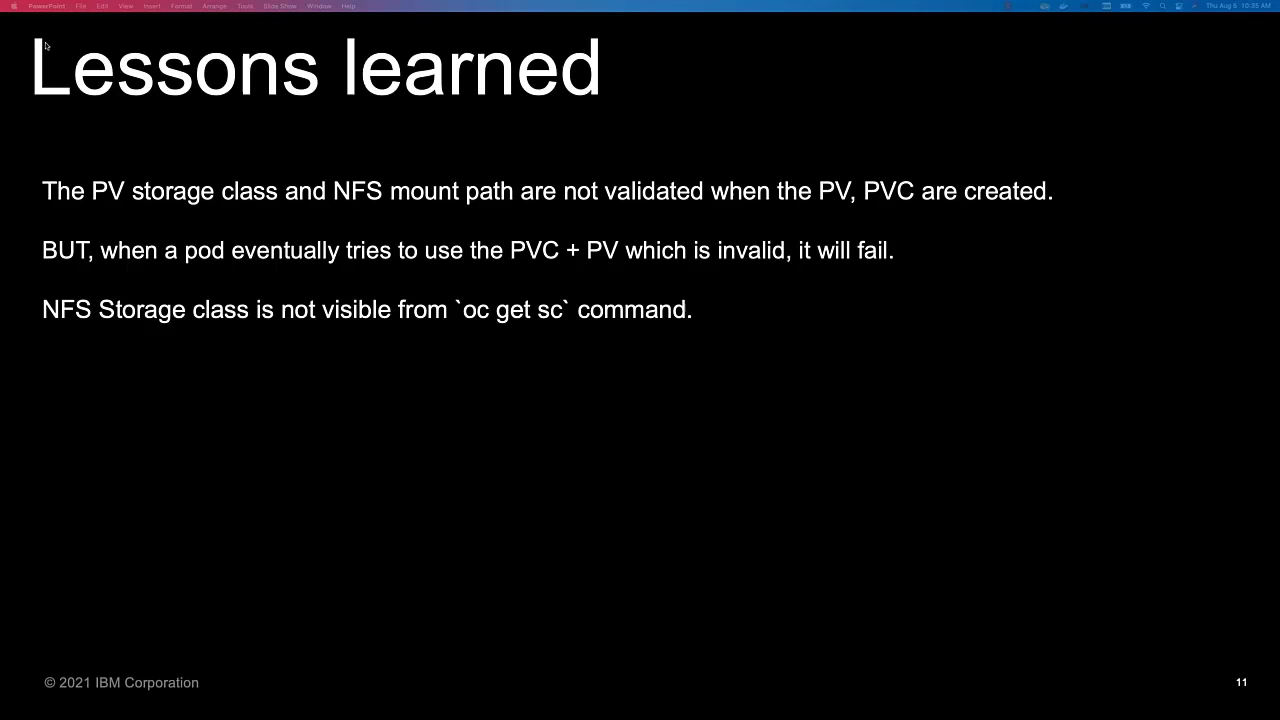 PowerPoint File Edit View Insert Format Arrange Tools Slide Show Window Help Thu Aug 5 10:35 AM
Lessons learned
The PV storage class and NFS mount path are not validated when the PV, PVC are created.
BUT, when a pod eventually tries to use the PVC + PV which is invalid, it will fail.
NFS Storage class is not visible from `oc get sc` command.
© 2021 IBM Corporation
11